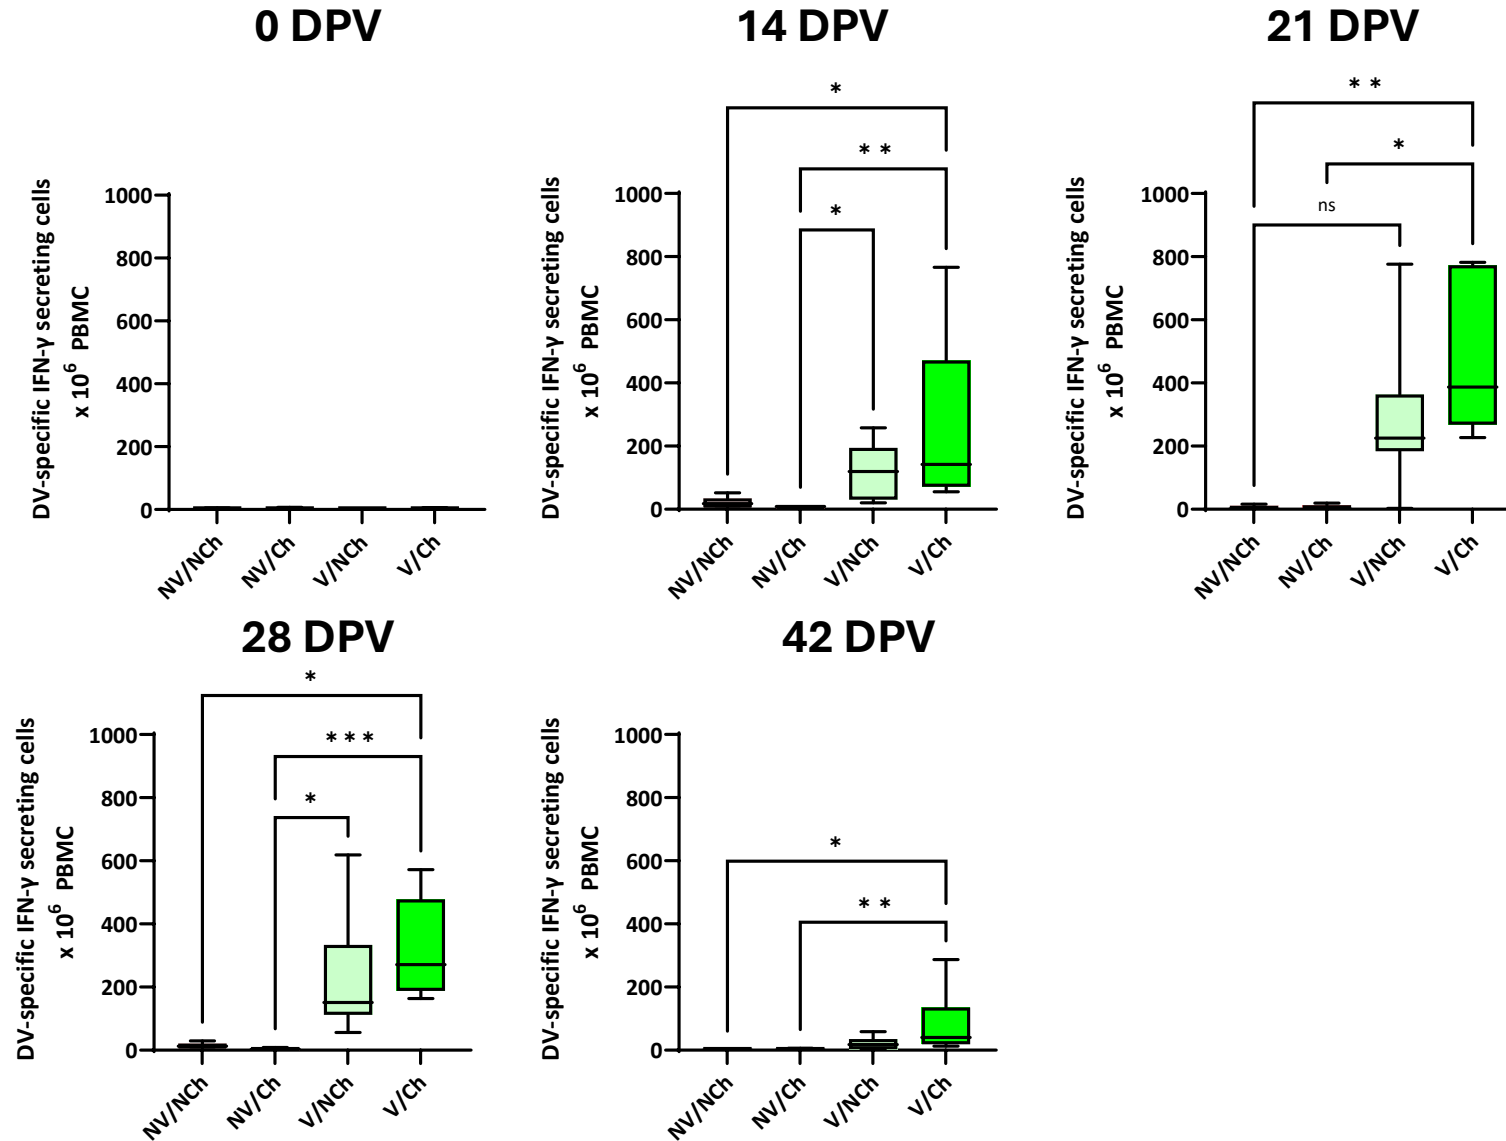 0 DPV
DV-specific IFN-γ secreting cells
x 10⁶ PBMC
1000
800
600
400
200
0
NV/NCh
NV/Ch
V/NCh
V/Ch
14 DPV
DV-specific IFN-γ secreting cells
x 10⁶ PBMC
1000
800
600
400
200
0
*
**
*
NV/NCh
NV/Ch
V/NCh
V/Ch
21 DPV
DV-specific IFN-γ secreting cells
x 10⁶ PBMC
1000
800
600
400
200
0
**
*
ns
NV/NCh
NV/Ch
V/NCh
V/Ch
28 DPV
DV-specific IFN-γ secreting cells
x 10⁶ PBMC
1000
800
600
400
200
0
*
***
*
NV/NCh
NV/Ch
V/NCh
V/Ch
42 DPV
DV-specific IFN-γ secreting cells
x 10⁶ PBMC
1000
800
600
400
200
0
*
**
NV/NCh
NV/Ch
V/NCh
V/Ch